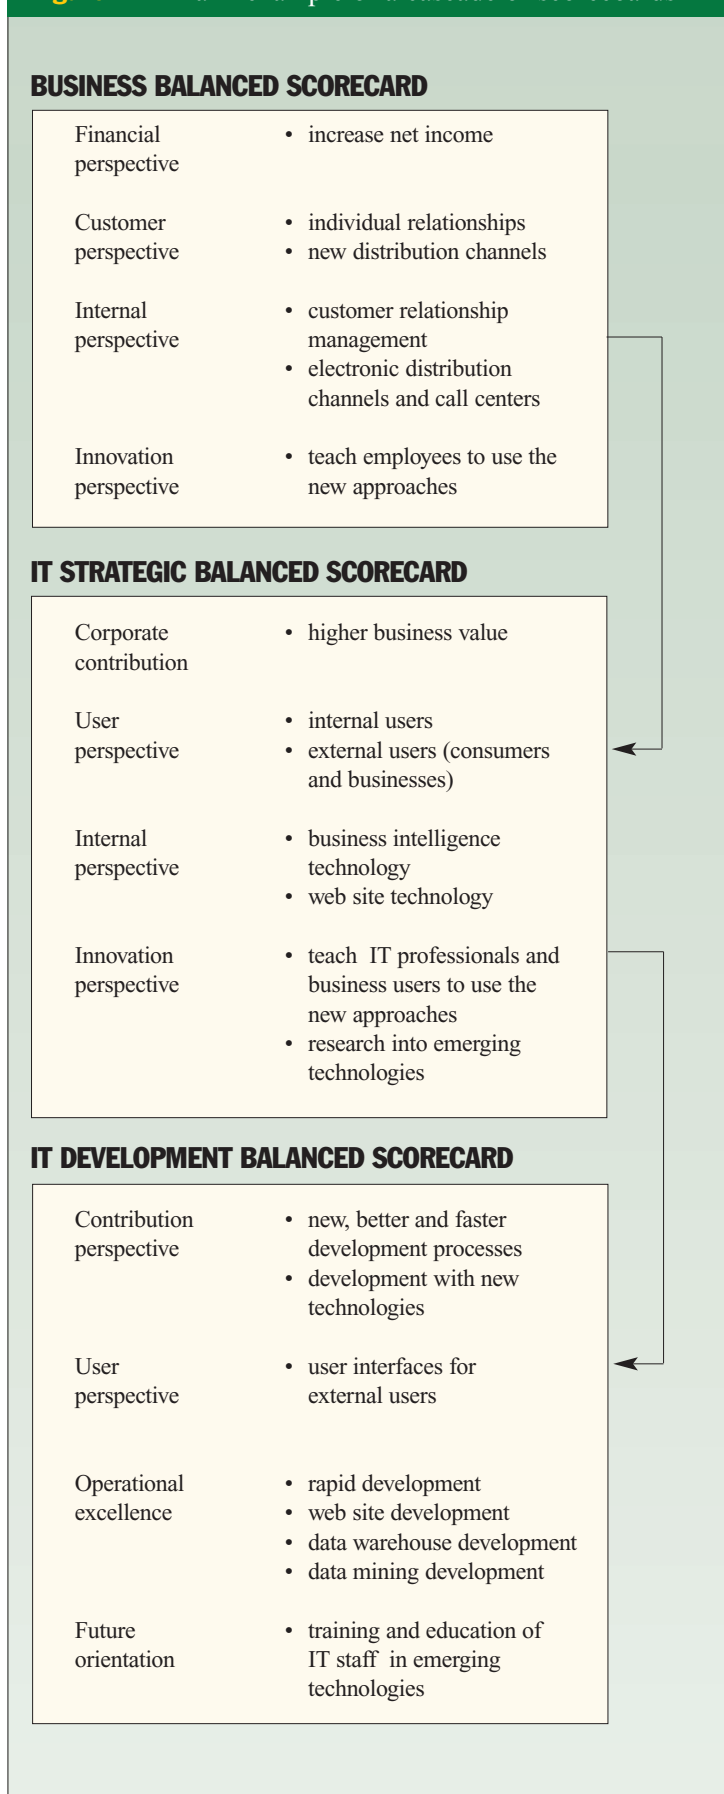 BUSINESS BALANCED SCORECARD
Financial perspective
• increase net income
Customer perspective
• individual relationships
• new distribution channels
Internal perspective
• customer relationship
management
• electronic distribution
channels and call centers
Innovation perspective
• teach employees to use the
new approaches
IT STRATEGIC BALANCED SCORECARD
Corporate contribution
• higher business value
User perspective
• internal users
• external users (consumers
and businesses)
Internal perspective
• business intelligence
technology
• web site technology
Innovation perspective
• teach IT professionals and
business users to use the
new approaches
• research into emerging
technologies
IT DEVELOPMENT BALANCED SCORECARD
Contribution perspective
• new, better and faster
development processes
• development with new
technologies
User perspective
• user interfaces for
external users
Operational excellence
• rapid development
• web site development
• data warehouse development
• data mining development
Future orientation
• training and education of
IT staff in emerging
technologies